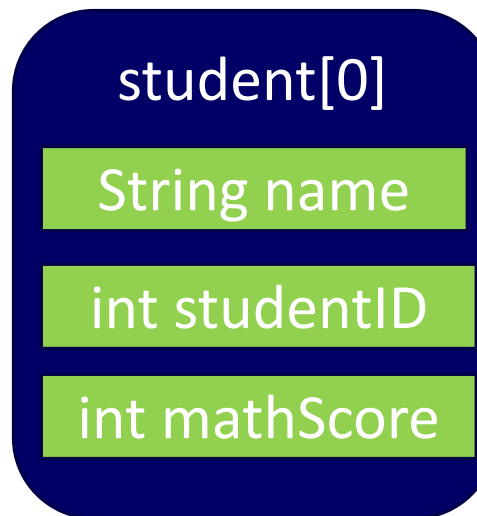 student[0]
String name
int studentID
int mathScore